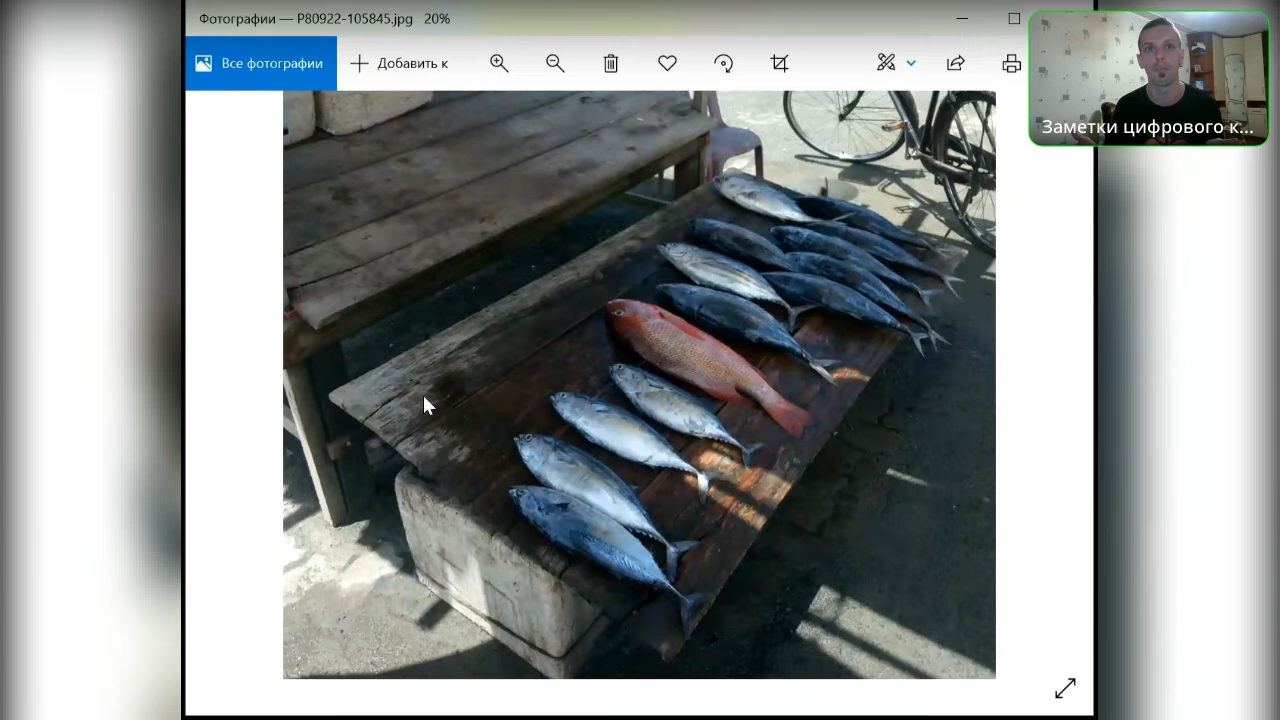 Фотографии — P80922-105845.jpg 20%
Все фотографии
Добавить к
Заметки цифрового к...